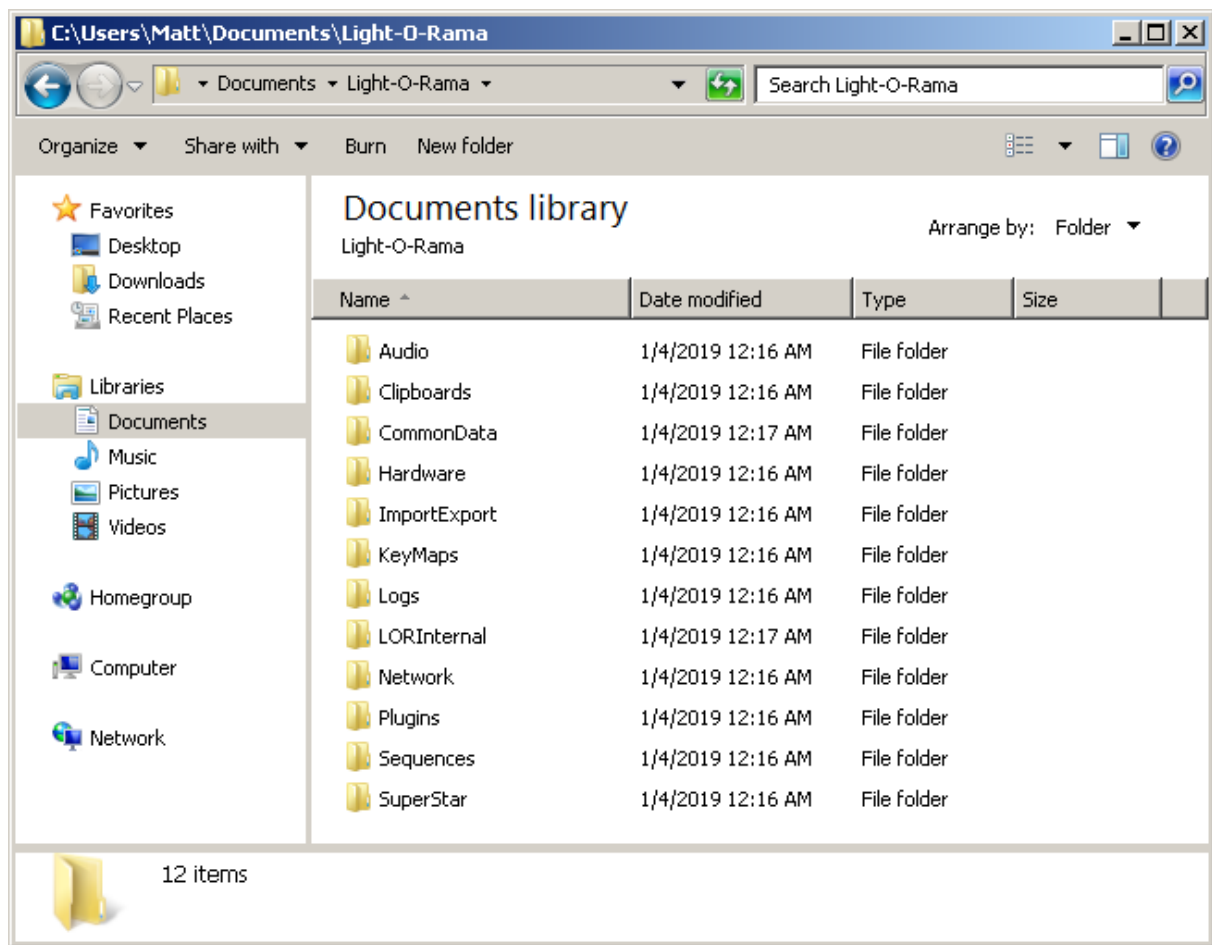 C:\Users\Matt\Documents\Light-O-Rama
Documents Light-O-Rama Search Light-O-Rama
Organize Share with Burn New folder
Favorites
Desktop
Downloads
Recent Places
Libraries
Documents
Music
Pictures
Videos
Homegroup
Computer
Network
Documents library
Light-O-Rama
Arrange by: Folder
Name Date modified Type Size
Audio 1/4/2019 12:16 AM File folder
Clipboards 1/4/2019 12:16 AM File folder
CommonData 1/4/2019 12:17 AM File folder
Hardware 1/4/2019 12:16 AM File folder
ImportExport 1/4/2019 12:16 AM File folder
KeyMaps 1/4/2019 12:16 AM File folder
Logs 1/4/2019 12:16 AM File folder
LORInternal 1/4/2019 12:17 AM File folder
Network 1/4/2019 12:16 AM File folder
Plugins 1/4/2019 12:16 AM File folder
Sequences 1/4/2019 12:16 AM File folder
SuperStar 1/4/2019 12:16 AM File folder
12 items